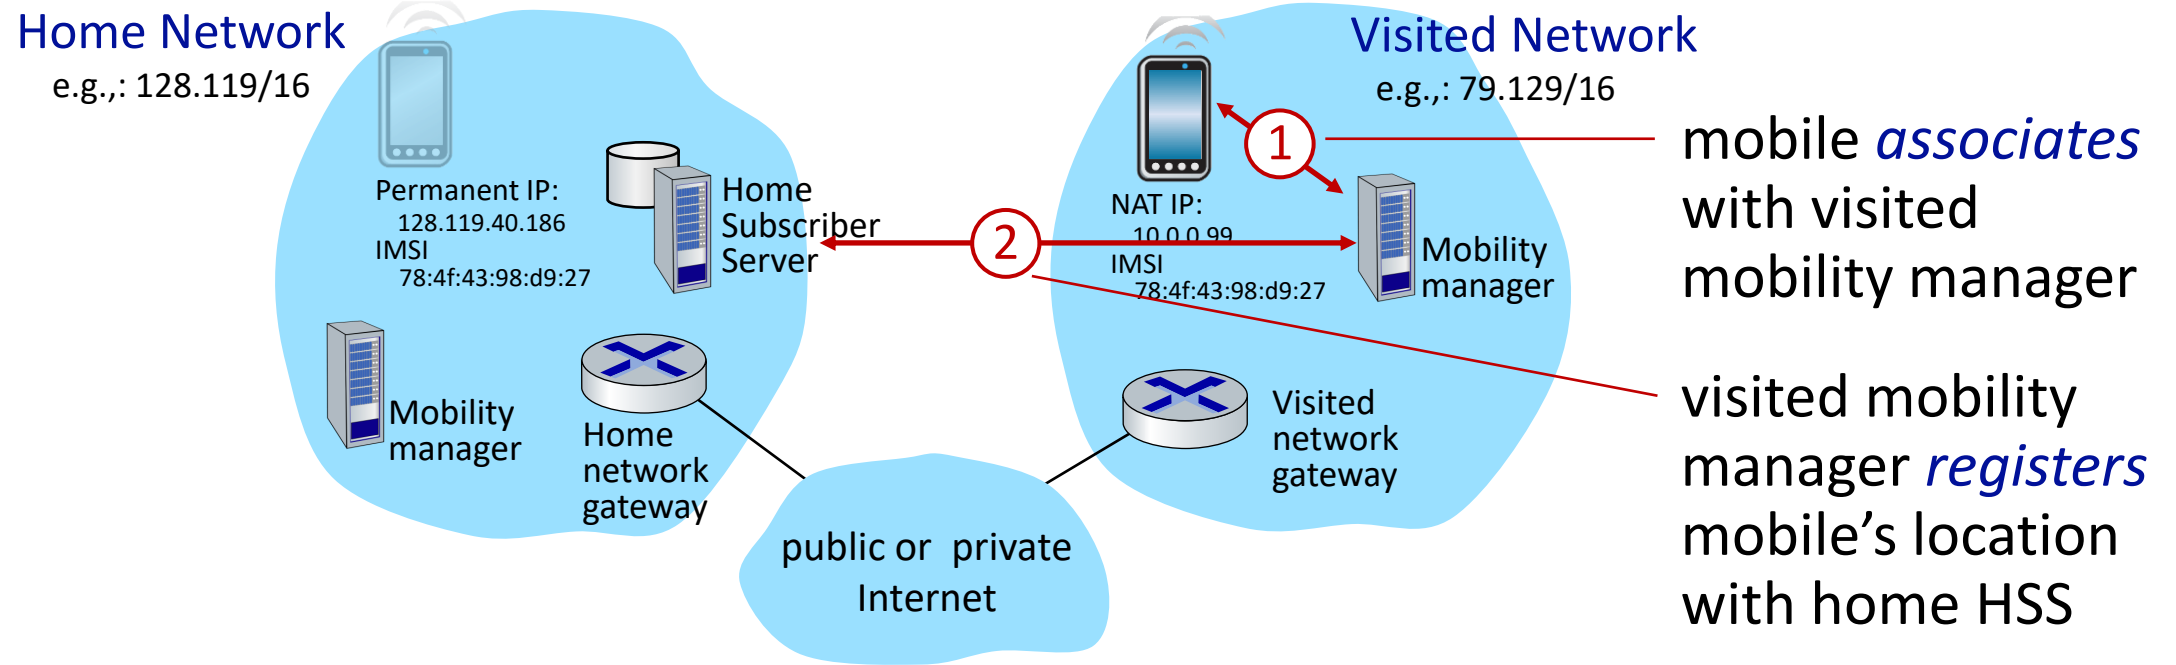 Home Network
e.g.,: 128.119/16
Permanent IP:
128.119.40.186
IMSI
78:4f:43:98:d9:27
Home
Subscriber
Server
Mobility
manager
Home
network
gateway
public or private
Internet
2
1
Visited Network
e.g.,: 79.129/16
NAT IP:
10.0.0.99
IMSI
78:4f:43:98:d9:27
Mobility
manager
Visited
network
gateway
mobile associates
with visited
mobility manager
visited mobility
manager registers
mobile’s location
with home HSS